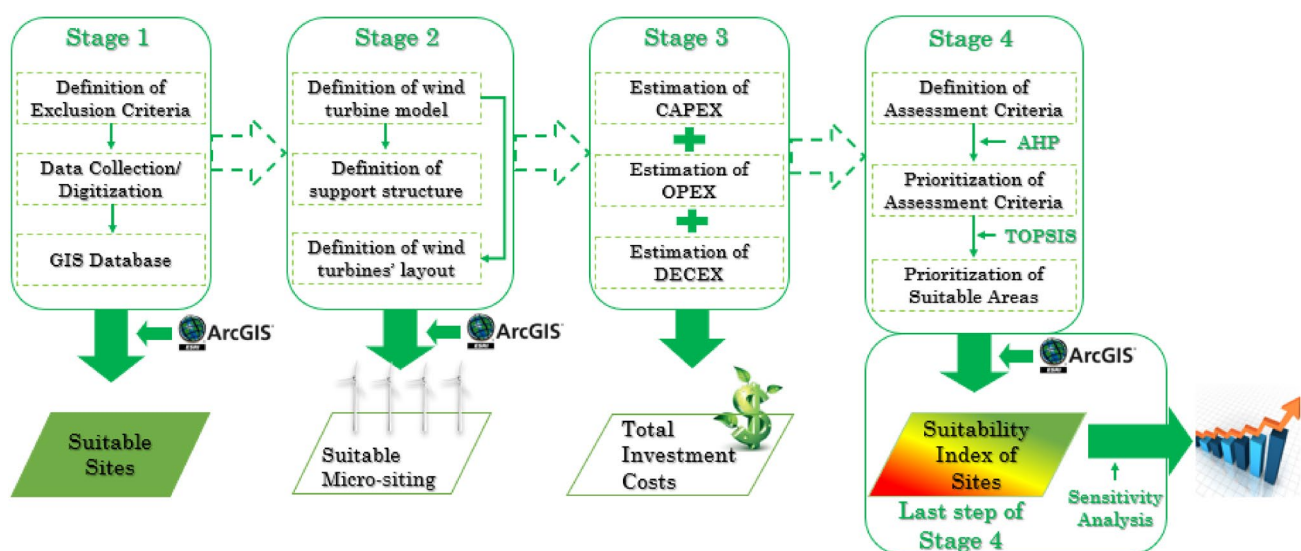 Stage 1
Definition of
Exclusion Criteria
Data Collection/
Digitization
GIS Database
ArcGIS
ESRI
Suitable
Sites
Stage 2
Definition of wind
turbine model
Definition of
support structure
Definition of wind
turbines' layout
ArcGIS
ESRI
Suitable
Micro-siting
Stage 3
Estimation of
CAPEX
Estimation of
OPEX
Estimation of
DECEX
Total
Investment
Costs
Stage 4
Definition of
Assessment Criteria
AHP
Prioritization of
Assessment Criteria
TOPSIS
Prioritization of
Suitable Areas
ArcGIS
ESRI
Suitability
Index of
Sites
Last step of
Stage 4
Sensitivity
Analysis